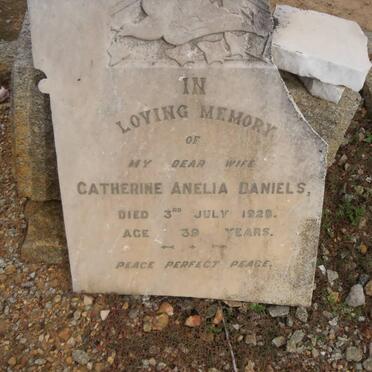 IN
LOVING MEMORY
OF
MY DEAR WIFE
CATHERINE ANELIA DANIELS,
DIED 3RD JULY 1929.
AGE 39 YEARS.
PEACE PERFECT PEACE.